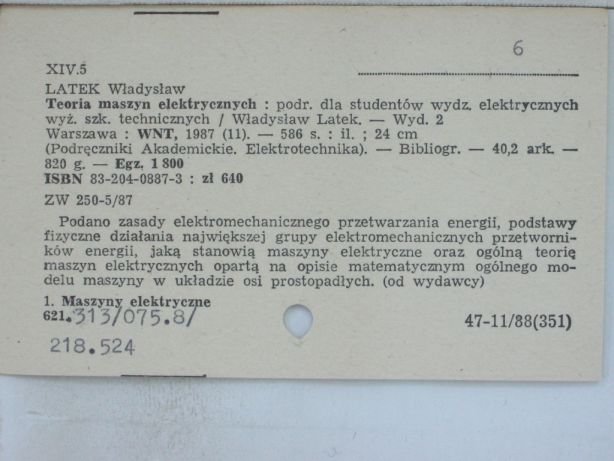 6
XIV.5
LATEK Władysław
Teoria maszyn elektrycznych : podr. dla studentów wydz. elektrycznych
wyż. szk. technicznych / Władysław Latek. — Wyd. 2
Warszawa : WNT, 1987 (11). — 586 s. : il. ; 24 cm
(Podręczniki Akademickie. Elektrotechnika). — Bibliogr. — 40,2 ark. —
820 g. — Egz. 1 800
ISBN 83-204-0887-3 : zł 640
ZW 250-5/87
Podano zasady elektromechanicznego przetwarzania energii, podstawy
fizyczne działania największej grupy elektromechanicznych przetworni-
ków energii, jaką stanowią maszyny elektryczne oraz ogólną teorię
maszyn elektrycznych opartą na opisie matematycznym ogólnego mo-
delu maszyny w układzie osi prostopadłych. (od wydawcy)
1. Maszyny elektryczne
621.313/075.8/
47-11/88(351)
218.524